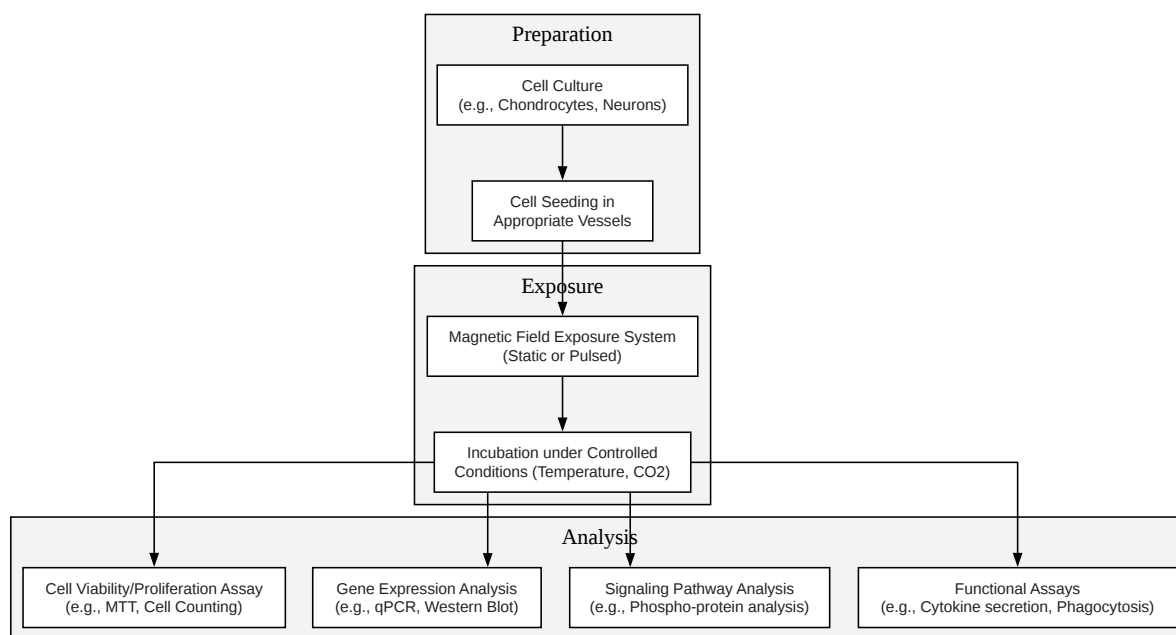 Preparation
Cell Culture
(e.g., Chondrocytes, Neurons)
Cell Seeding in
Appropriate Vessels
Exposure
Magnetic Field Exposure System
(Static or Pulsed)
Incubation under Controlled
Conditions (Temperature, CO2)
Analysis
Cell Viability/Proliferation Assay
(e.g., MTT, Cell Counting)
Gene Expression Analysis
(e.g., qPCR, Western Blot)
Signaling Pathway Analysis
(e.g., Phospho-protein analysis)
Functional Assays
(e.g., Cytokine secretion, Phagocytosis)